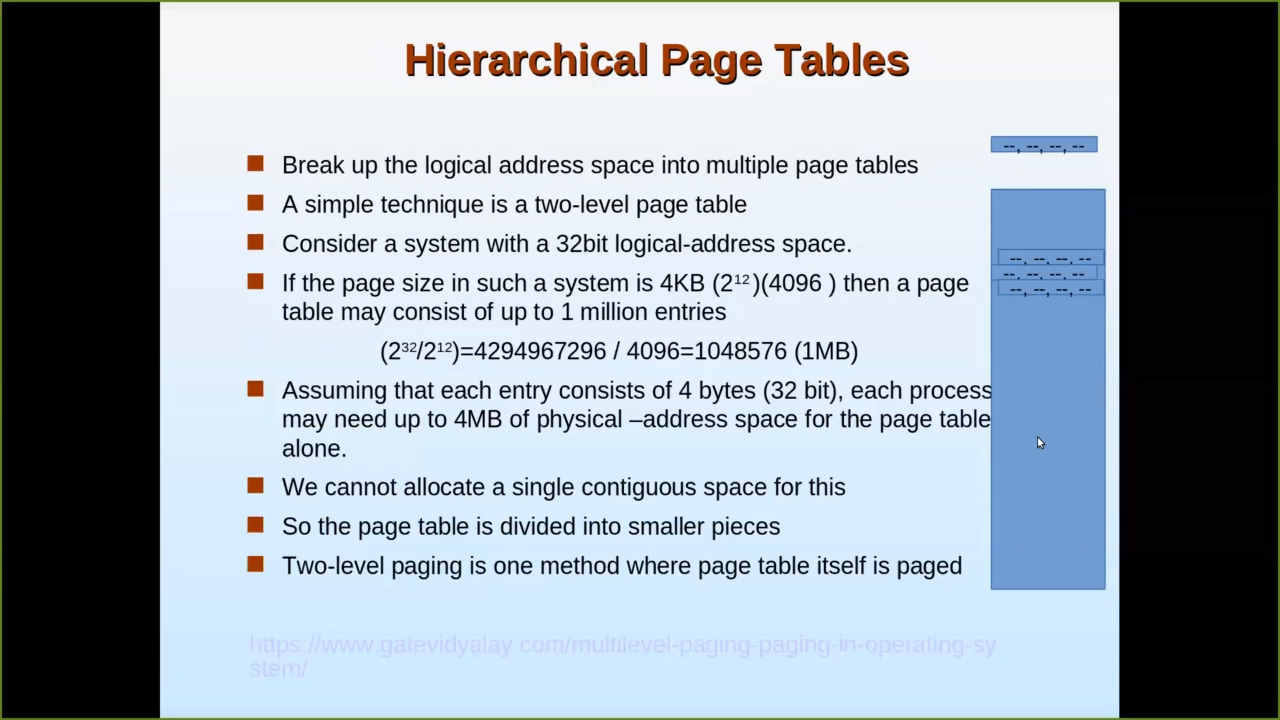 Hierarchical Page Tables
Break up the logical address space into multiple page tables
A simple technique is a two-level page table
Consider a system with a 32bit logical-address space.
If the page size in such a system is 4KB (2¹²)(4096 ) then a page
table may consist of up to 1 million entries
(2³²/2¹²)=4294967296 / 4096=1048576 (1MB)
Assuming that each entry consists of 4 bytes (32 bit), each process
may need up to 4MB of physical –address space for the page table
alone.
We cannot allocate a single contiguous space for this
So the page table is divided into smaller pieces
Two-level paging is one method where page table itself is paged
--, --, --, --
--, --, --, --
--, --, --, --
--, --, --, --
https://www.gatevidyalay.com/multilevel-paging-paging-in-operating-sy
stem/